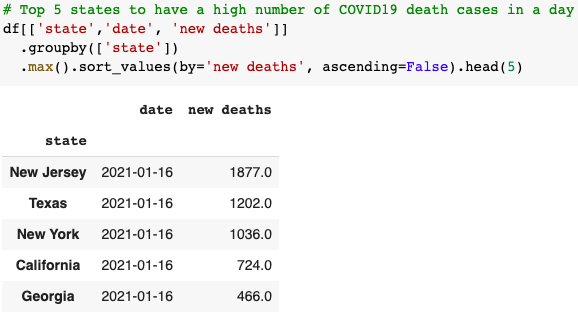 # Top 5 states to have a high number of COVID19 death cases in a day
df[['state','date', 'new deaths']]
  .groupby(['state'])
  .max().sort_values(by='new deaths', ascending=False).head(5)
date new deaths
state
New Jersey 2021-01-16 1877.0
Texas 2021-01-16 1202.0
New York 2021-01-16 1036.0
California 2021-01-16 724.0
Georgia 2021-01-16 466.0